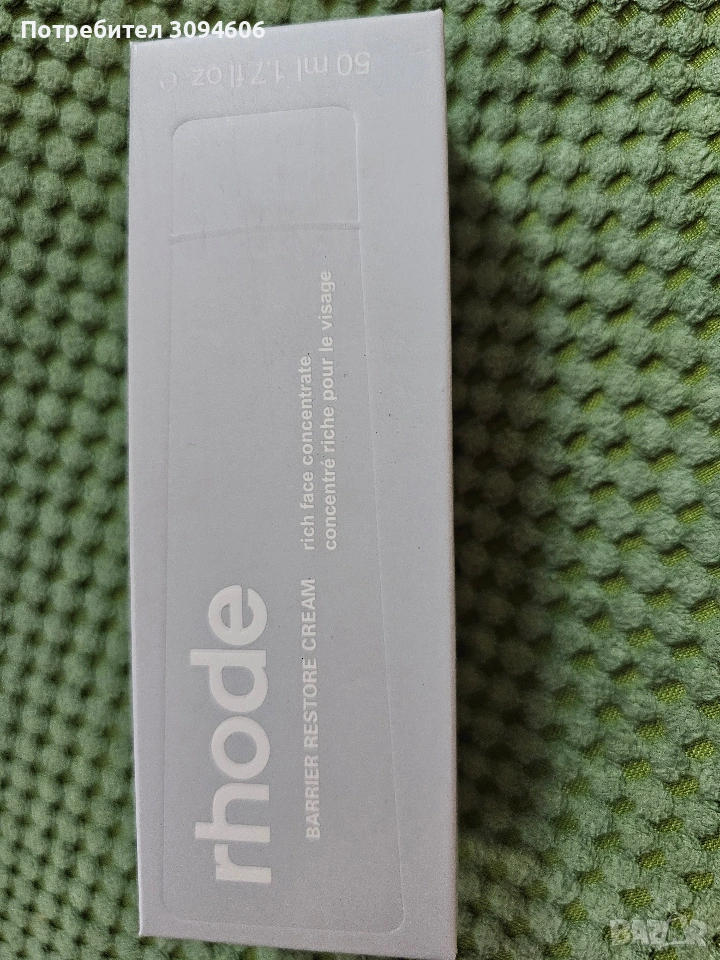 Потребител 3094606
50 ml 1.7 fl oz e
rhode
BARRIER RESTORE CREAM
rich face concentrate
concentré riche pour le visage
BAZAR